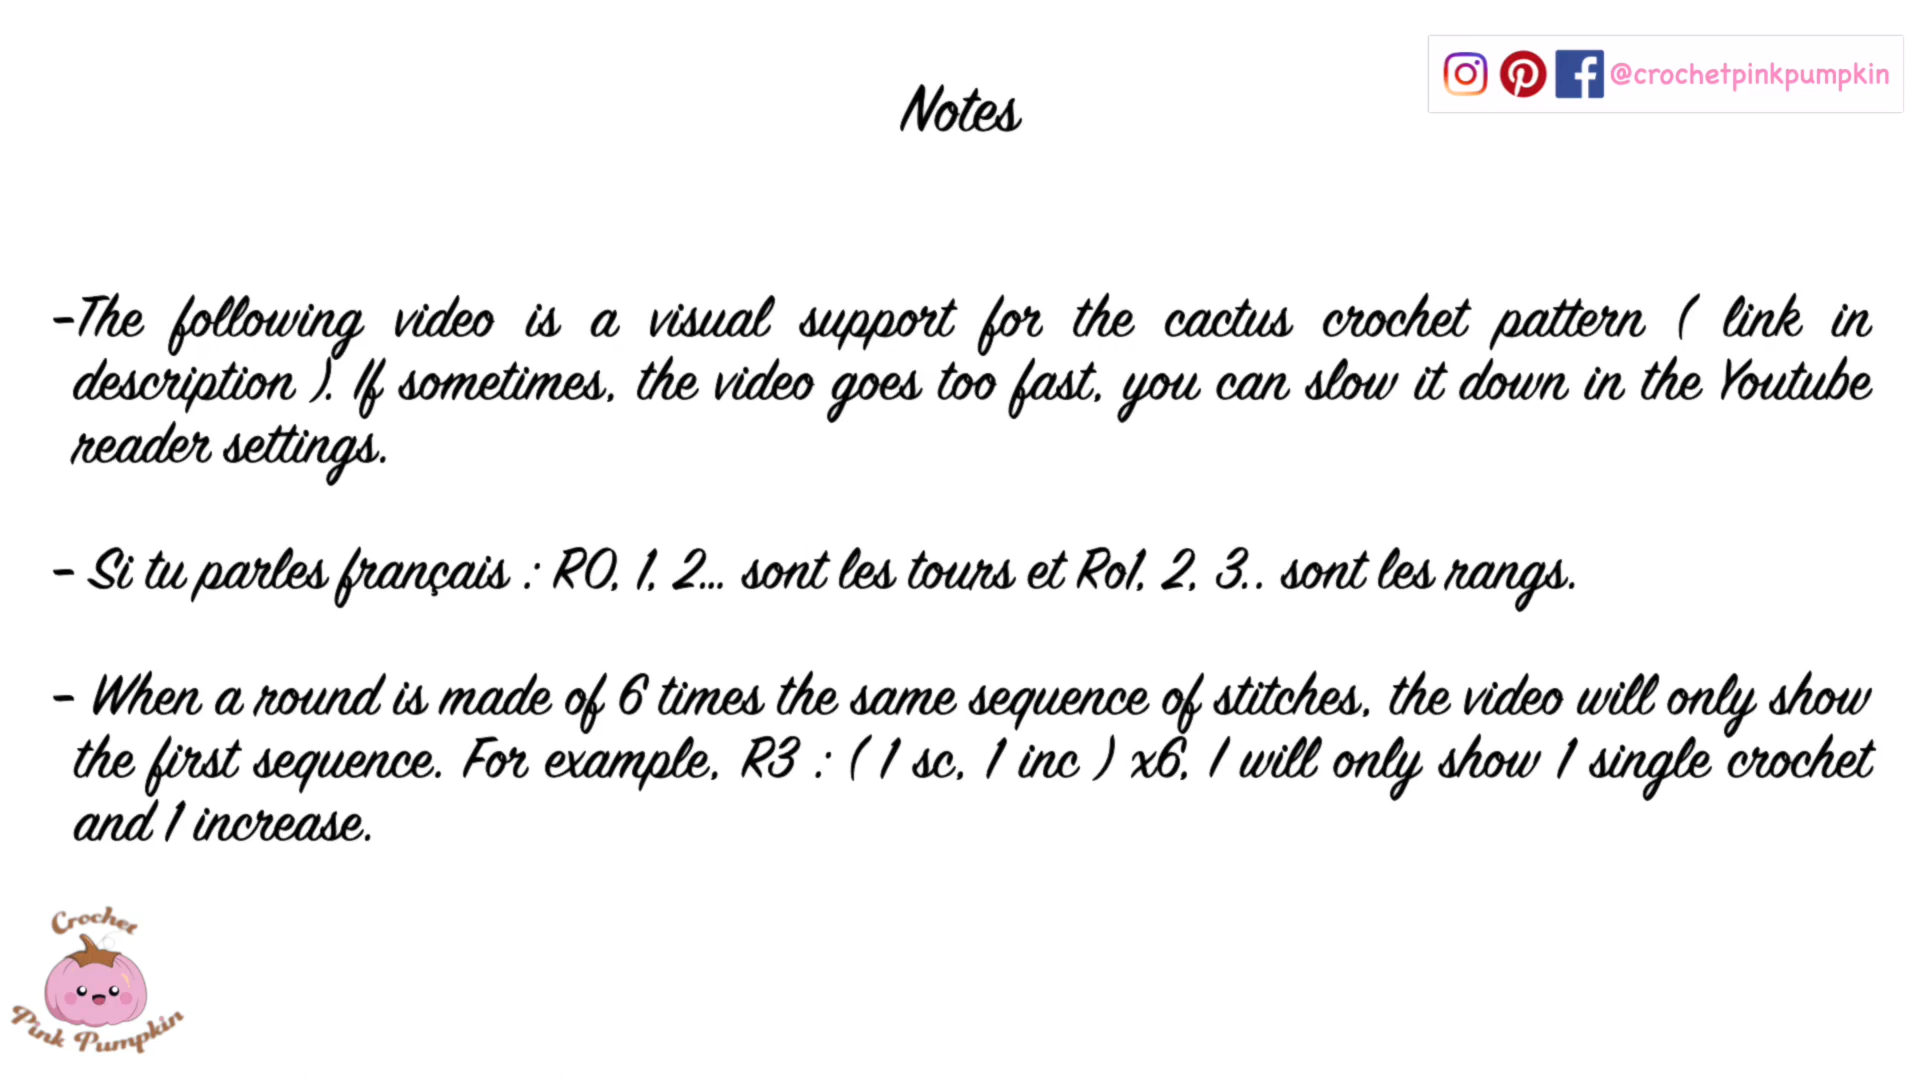 @crochetpinkpumpkin
Notes
-The following video is a visual support for the cactus crochet pattern ( link in
description ). If sometimes, the video goes too fast, you can slow it down in the Youtube
reader settings.
- Si tu parles français : R0, 1, 2... sont les tours et Ro1, 2, 3.. sont les rangs.
- When a round is made of 6 times the same sequence of stitches, the video will only show
the first sequence. For example, R3 : ( 1 sc, 1 inc ) x6, I will only show 1 single crochet
and 1 increase.
Crochet
Pink Pumpkin